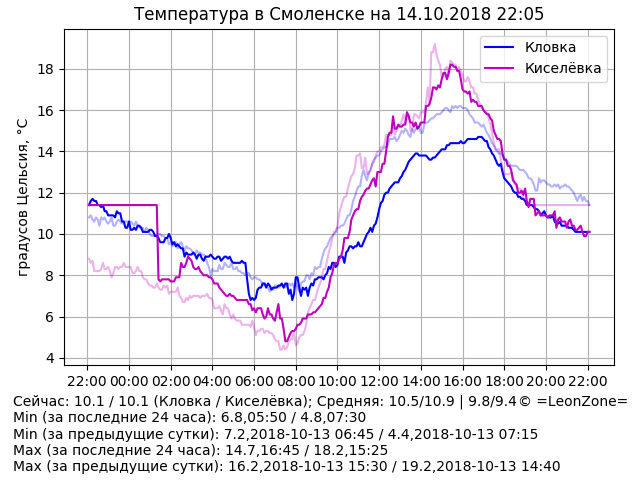 Температура в Смоленске на 14.10.2018 22:05
Кловка
Киселёвка
градусов Цельсия, °C
18
16
14
12
10
8
6
4
22:00 00:00 02:00 04:00 06:00 08:00 10:00 12:00 14:00 16:00 18:00 20:00 22:00
Сейчас: 10.1 / 10.1 (Кловка / Киселёвка); Средняя: 10.5/10.9 | 9.8/9.4© =LeonZone=
Min (за последние 24 часа): 6.8,05:50 / 4.8,07:30
Min (за предыдущие сутки): 7.2,2018-10-13 06:45 / 4.4,2018-10-13 07:15
Max (за последние 24 часа): 14.7,16:45 / 18.2,15:25
Max (за предыдущие сутки): 16.2,2018-10-13 15:30 / 19.2,2018-10-13 14:40